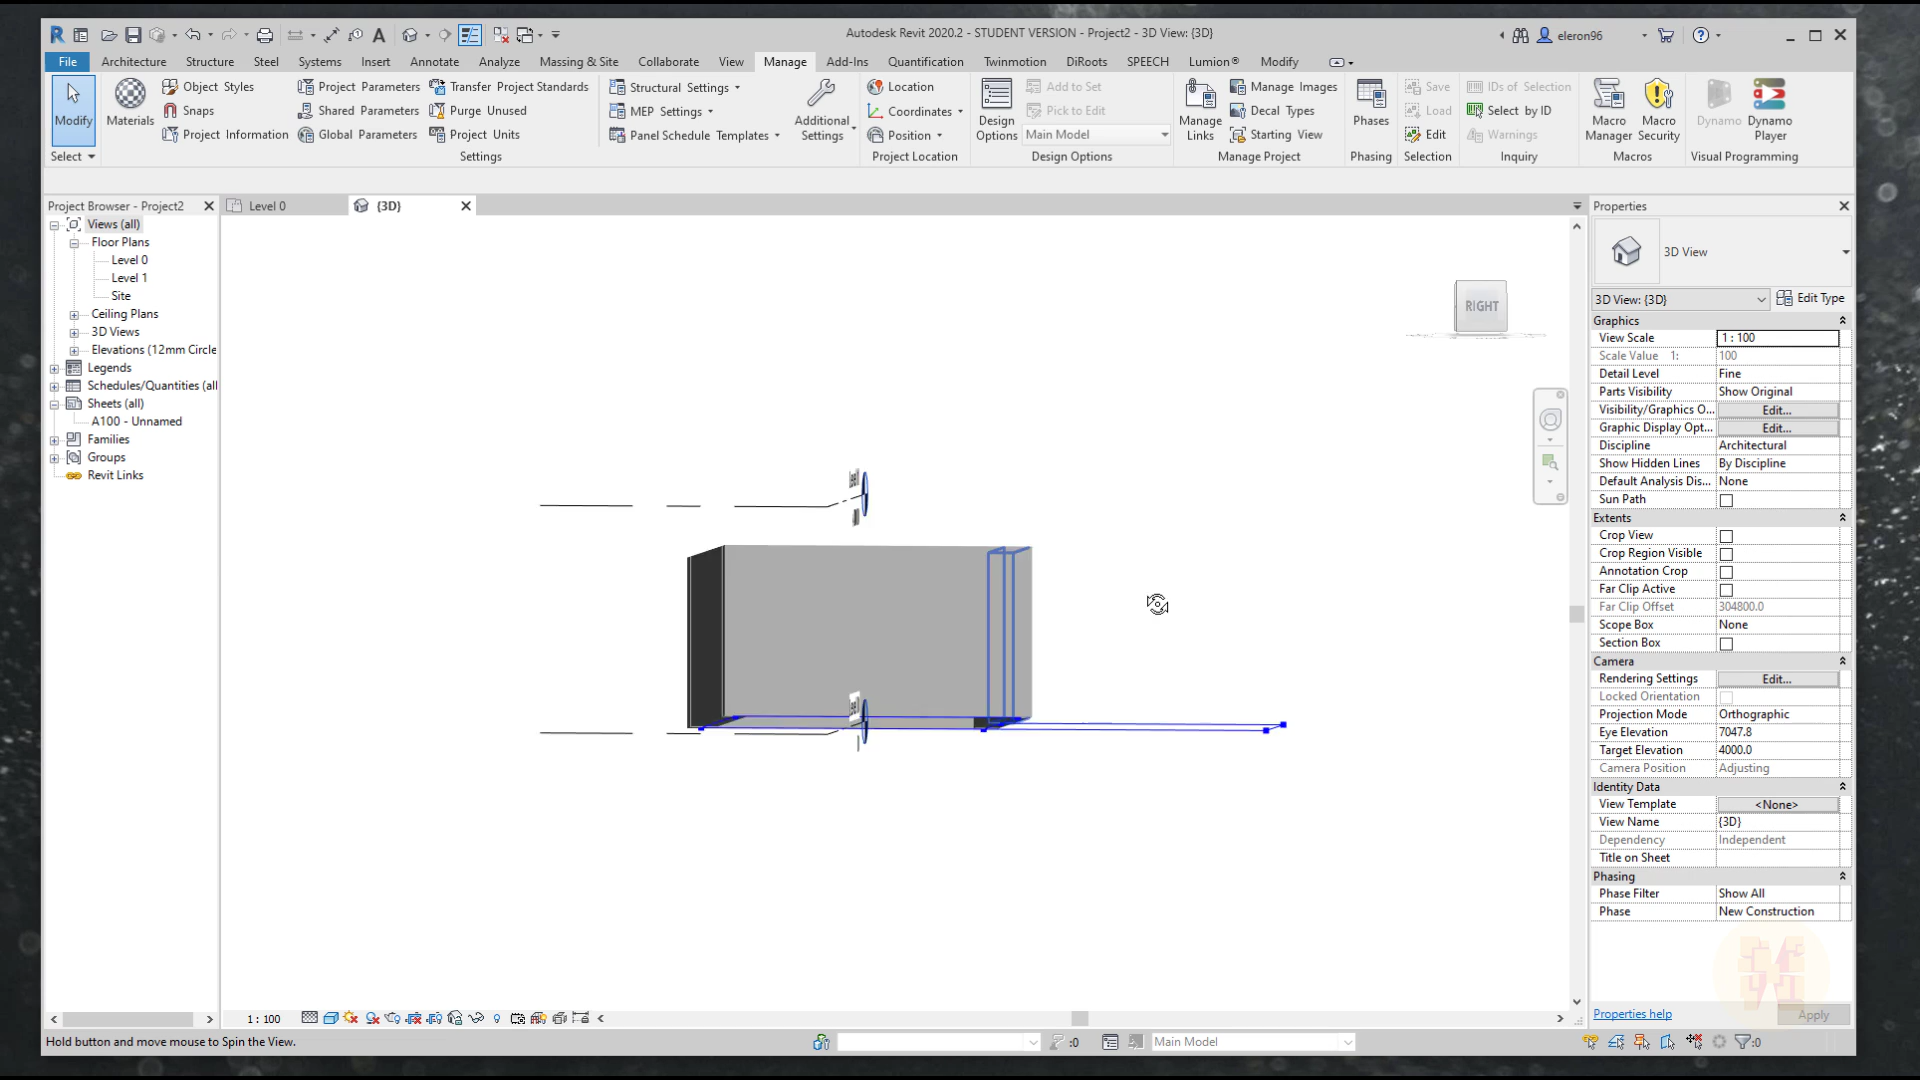 Autodesk Revit 2020.2 - STUDENT VERSION - Project2 - 3D View: {3D}
eleron96
File Architecture Structure Steel Systems Insert Annotate Analyze Massing & Site Collaborate View Manage Add-Ins Quantification Twinmotion DiRoots SPEECH Lumion® Modify
Modify
Select
Materials
Object Styles
Snaps
Project Information
Project Parameters
Shared Parameters
Global Parameters
Transfer Project Standards
Purge Unused
Project Units
Settings
Structural Settings
MEP Settings
Panel Schedule Templates
Additional
Settings
Location
Coordinates
Position
Project Location
Design
Options
Add to Set
Pick to Edit
Main Model
Design Options
Manage
Links
Manage Images
Decal Types
Starting View
Manage Project
Phases
Phasing
Save
Load
Edit
Selection
IDs of Selection
Select by ID
Warnings
Inquiry
Macro
Manager
Macro
Security
Macros
Dynamo
Dynamo
Player
Visual Programming
Project Browser - Project2
Views (all)
Floor Plans
Level 0
Level 1
Site
Ceiling Plans
3D Views
Elevations (12mm Circle
Legends
Schedules/Quantities (all
Sheets (all)
A100 - Unnamed
Families
Groups
Revit Links
Level 0
{3D}
RIGHT
Properties
3D View
3D View: {3D}
Edit Type
Graphics
View Scale 1 : 100
Scale Value 1: 100
Detail Level Fine
Parts Visibility Show Original
Visibility/Graphics O... Edit...
Graphic Display Opt... Edit...
Discipline Architectural
Show Hidden Lines By Discipline
Default Analysis Dis... None
Sun Path
Extents
Crop View
Crop Region Visible
Annotation Crop
Far Clip Active
Far Clip Offset 304800.0
Scope Box None
Section Box
Camera
Rendering Settings Edit...
Locked Orientation
Projection Mode Orthographic
Eye Elevation 7047.8
Target Elevation 4000.0
Camera Position Adjusting
Identity Data
View Template <None>
View Name {3D}
Dependency Independent
Title on Sheet
Phasing
Phase Filter Show All
Phase New Construction
Properties help
Apply
1 : 100
Hold button and move mouse to Spin the View.
:0
Main Model
:0